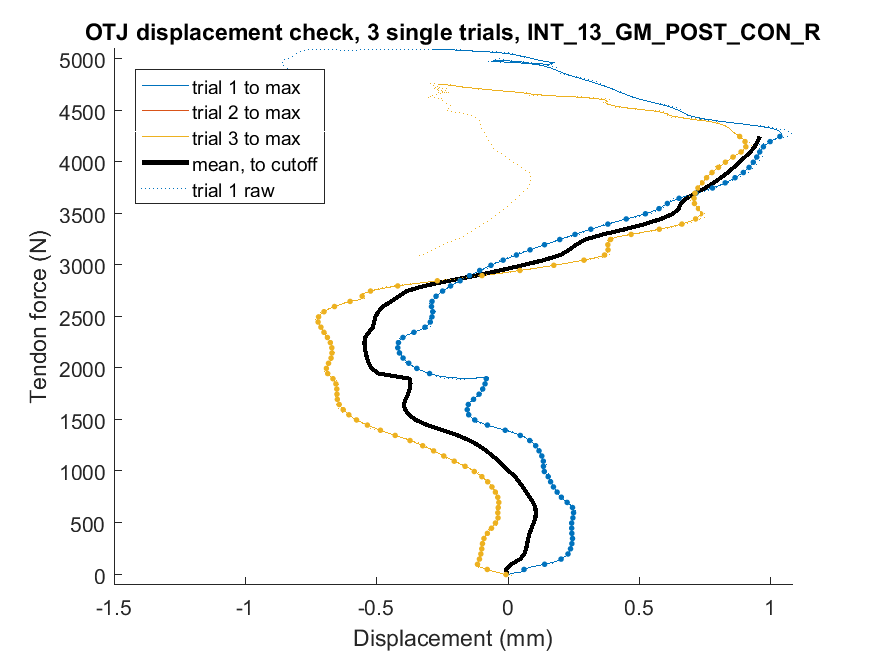 OTJ displacement check, 3 single trials, INT_13_GM_POST_CON_R
5000
4500
4000
3500
3000
2500
2000
1500
1000
500
0
Tendon force (N)
trial 1 to max
trial 2 to max
trial 3 to max
mean, to cutoff
trial 1 raw
-1.5
-1
-0.5
0
0.5
1
Displacement (mm)